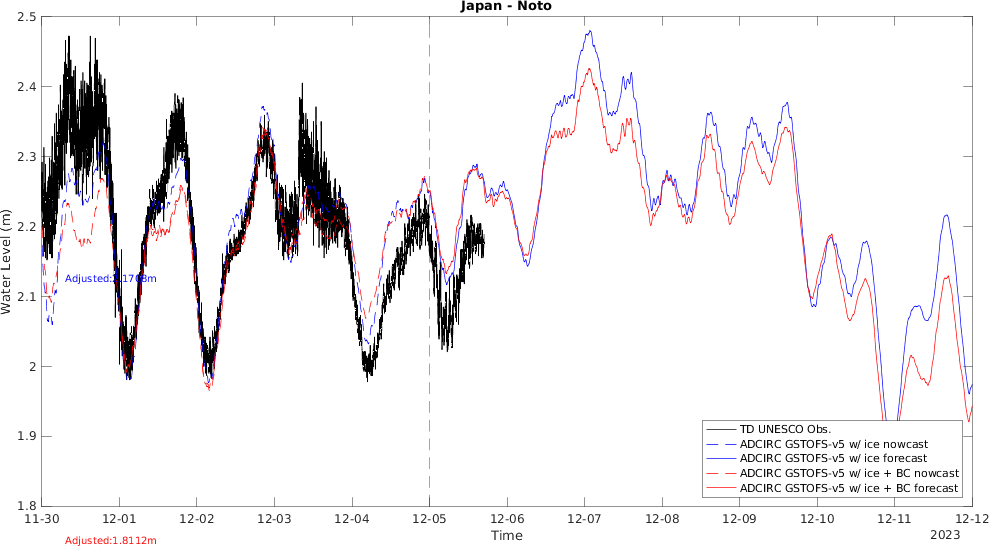 Japan - Noto
2.5
2.4
2.3
2.2
2.1
2
1.9
1.8
Water Level (m)
TD UNESCO Obs.
ADCIRC GSTOFS-v5 w/ ice nowcast
ADCIRC GSTOFS-v5 w/ ice forecast
ADCIRC GSTOFS-v5 w/ ice + BC nowcast
ADCIRC GSTOFS-v5 w/ ice + BC forecast
11-30 12-01 12-02 12-03 12-04 12-05 12-06 12-07 12-08 12-09 12-10 12-11 12-12
Time
2023
Adjusted:1.8112m